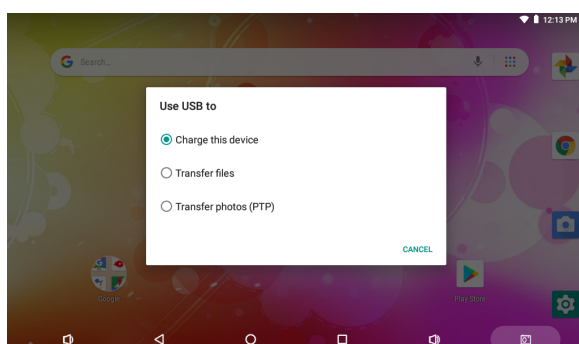 12:13 PM
Search...
Use USB to
Charge this device
Transfer files
Transfer photos (PTP)
CANCEL
Google
Play Store